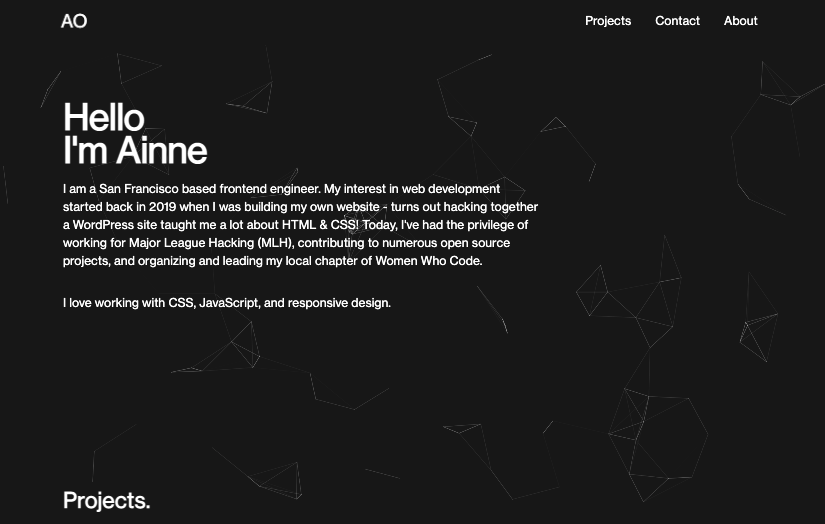 AO
Projects Contact About
Hello
I'm Ainne
I am a San Francisco based frontend engineer. My interest in web development
started back in 2019 when I was building my own website - turns out hacking together
a WordPress site taught me a lot about HTML & CSS! Today, I've had the privilege of
working for Major League Hacking (MLH), contributing to numerous open source
projects, and organizing and leading my local chapter of Women Who Code.
I love working with CSS, JavaScript, and responsive design.
Projects.